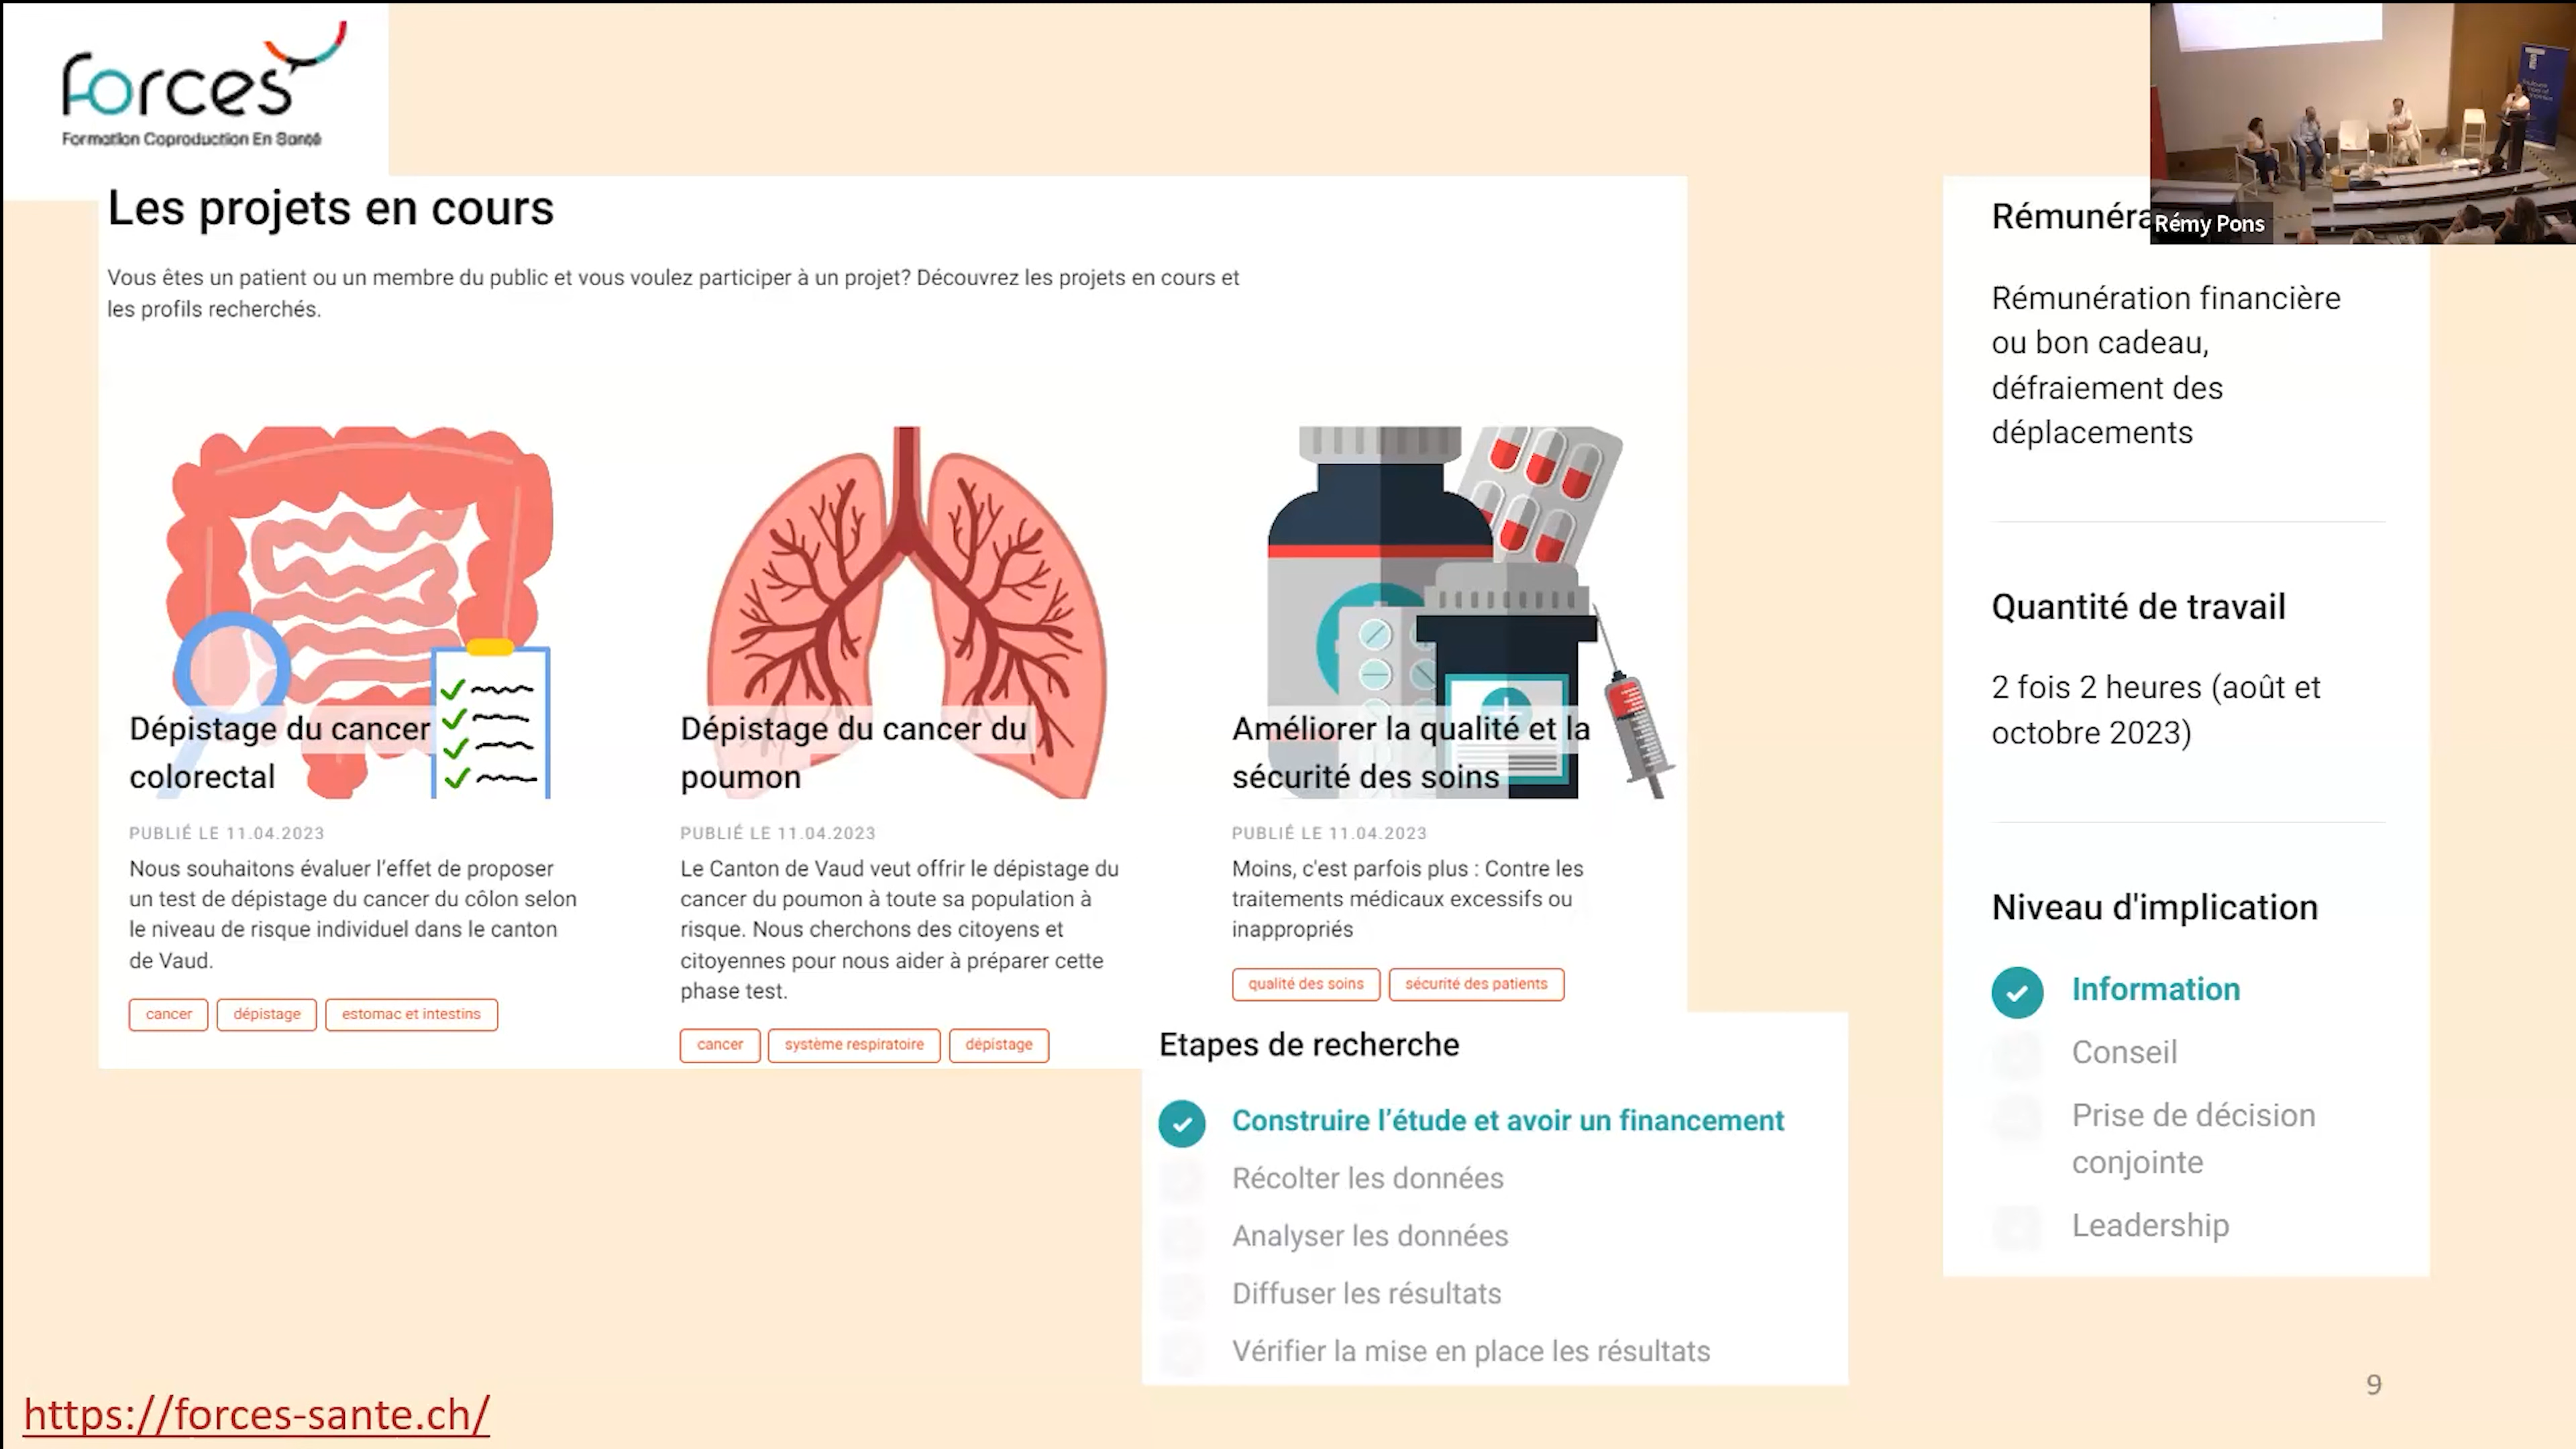 forces
Formation Coproduction En Santé
Les projets en cours
Vous êtes un patient ou un membre du public et vous voulez participer à un projet? Découvrez les projets en cours et
les profils recherchés.
Dépistage du cancer
colorectal
PUBLIÉ LE 11.04.2023
Nous souhaitons évaluer l'effet de proposer
un test de dépistage du cancer du côlon selon
le niveau de risque individuel dans le canton
de Vaud.
cancer
dépistage
estomac et intestins
Dépistage du cancer du
poumon
PUBLIÉ LE 11.04.2023
Le Canton de Vaud veut offrir le dépistage du
cancer du poumon à toute sa population à
risque. Nous cherchons des citoyens et
citoyennes pour nous aider à préparer cette
phase test.
cancer
système respiratoire
dépistage
Améliorer la qualité et la
sécurité des soins
PUBLIÉ LE 11.04.2023
Moins, c'est parfois plus : Contre les
traitements médicaux excessifs ou
inappropriés
qualité des soins
sécurité des patients
Etapes de recherche
Construire l'étude et avoir un financement
Récolter les données
Analyser les données
Diffuser les résultats
Vérifier la mise en place les résultats
Rémunéra
Rémy Pons
Rémunération financière
ou bon cadeau,
défraiement des
déplacements
Quantité de travail
2 fois 2 heures (août et
octobre 2023)
Niveau d'implication
Information
Conseil
Prise de décision
conjointe
Leadership
https://forces-sante.ch/
9